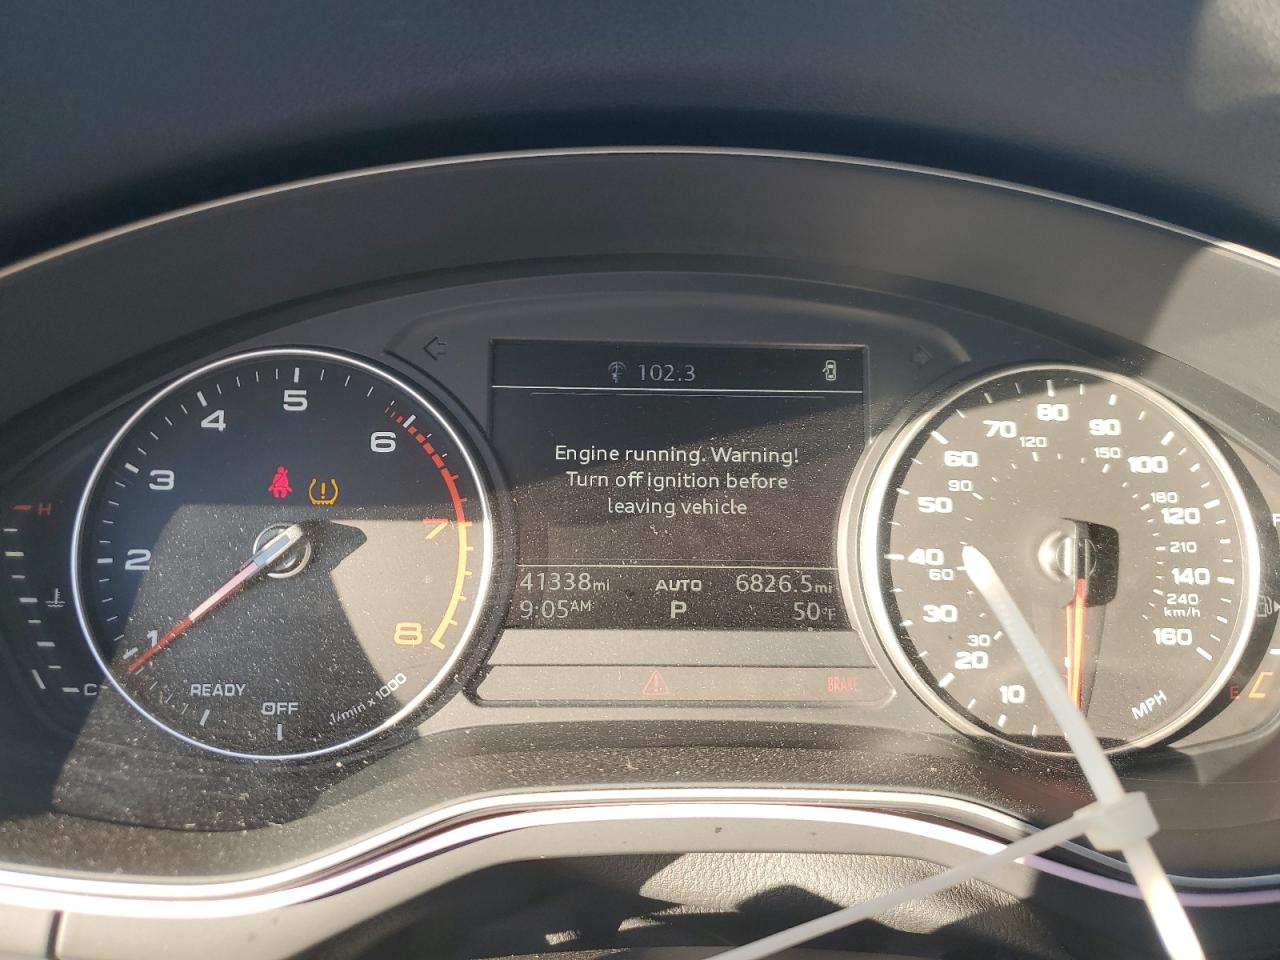 102.3
Engine running. Warning!
Turn off ignition before
leaving vehicle
41338mi AUTO 6826.5mi
9:05AM P 50°F
BRAKE
1
2
3
4
5
6
7
8
READY
OFF
1/min x 1000
H
C
10
20
30
40
50
60
70
80
90
100
120
140
160
MPH
30
60
90
120
150
180
210
240
km/h
E